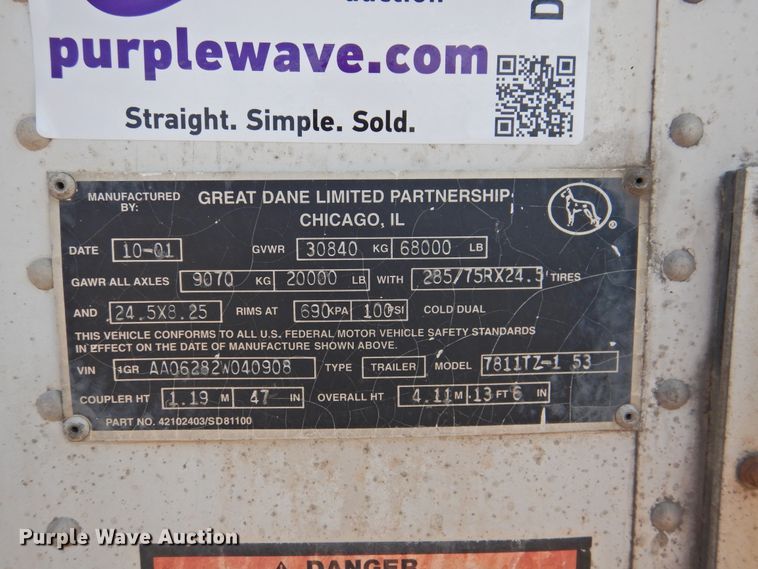 auction
purplewave.com
Straight. Simple. Sold.
D
MANUFACTURED BY: GREAT DANE LIMITED PARTNERSHIP
CHICAGO, IL
DATE 10-01 GVWR 30840 KG 68000 LB
GAWR ALL AXLES 9070 KG 20000 LB WITH 285/75RX24.5 TIRES
AND 24.5X8.25 RIMS AT 690 KPA 100 PSI COLD DUAL
THIS VEHICLE CONFORMS TO ALL U.S. FEDERAL MOTOR VEHICLE SAFETY STANDARDS
IN EFFECT ON THE DATE OF MANUFACTURE SHOWN ABOVE.
VIN 1GR AA06282W040908 TYPE TRAILER MODEL 7811TZ-1 53
COUPLER HT 1.19 M 47 IN OVERALL HT 4.11 M 13 FT 6 IN
PART NO. 42102403/SD81100
®
Purple Wave Auction
DANGER
Purple Wave Auction